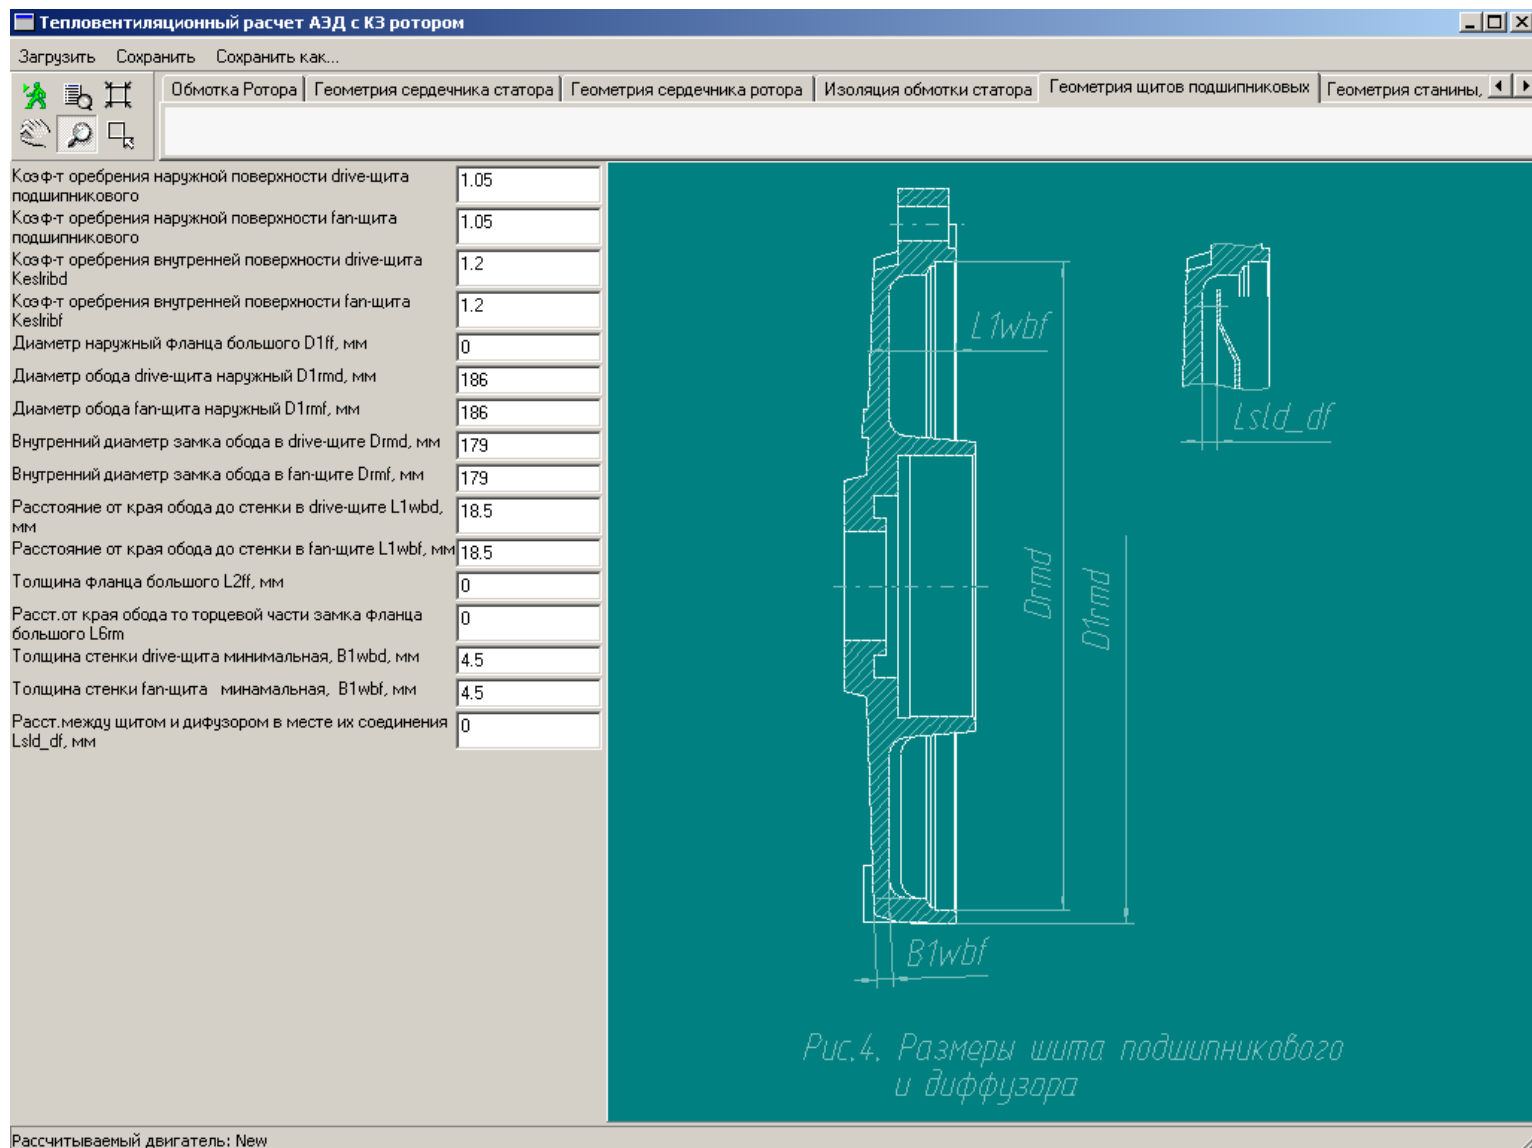 Тепловентиляционный расчет АЭД с КЗ ротором
Загрузить Сохранить Сохранить как...
Обмотка Ротора Геометрия сердечника статора Геометрия сердечника ротора Изоляция обмотки статора Геометрия щитов подшипниковых Геометрия станины,
Коэф-т оребрения наружной поверхности drive-щита
подшипникового
1.05
Коэф-т оребрения наружной поверхности fan-щита
подшипникового
1.05
Коэф-т оребрения внутренней поверхности drive-щита
Keslribd
1.2
Коэф-т оребрения внутренней поверхности fan-щита
Keslribf
1.2
Диаметр наружный фланца большого D1ff, мм
0
Диаметр обода drive-щита наружный D1rmd, мм
186
Диаметр обода fan-щита наружный D1rmf, мм
186
Внутренний диаметр замка обода в drive-щите Drmd, мм
179
Внутренний диаметр замка обода в fan-щите Drmf, мм
179
Расстояние от края обода до стенки в drive-щите L1wbd,
мм
18.5
Расстояние от края обода до стенки в fan-щите L1wbf, мм
18.5
Толщина фланца большого L2ff, мм
0
Расст.от края обода то торцевой части замка фланца
большого L6rm
0
Толщина стенки drive-щита минимальная, B1wbd, мм
4.5
Толщина стенки fan-щита минамальная, B1wbf, мм
4.5
Расст.между щитом и дифузором в месте их соединения
Lsld_df, мм
0
L1wbf
Lsld_df
Drmd
D1rmd
B1wbf
Рис.4. Размеры шита подшипникового
и диффузора
Рассчитываемый двигатель: New